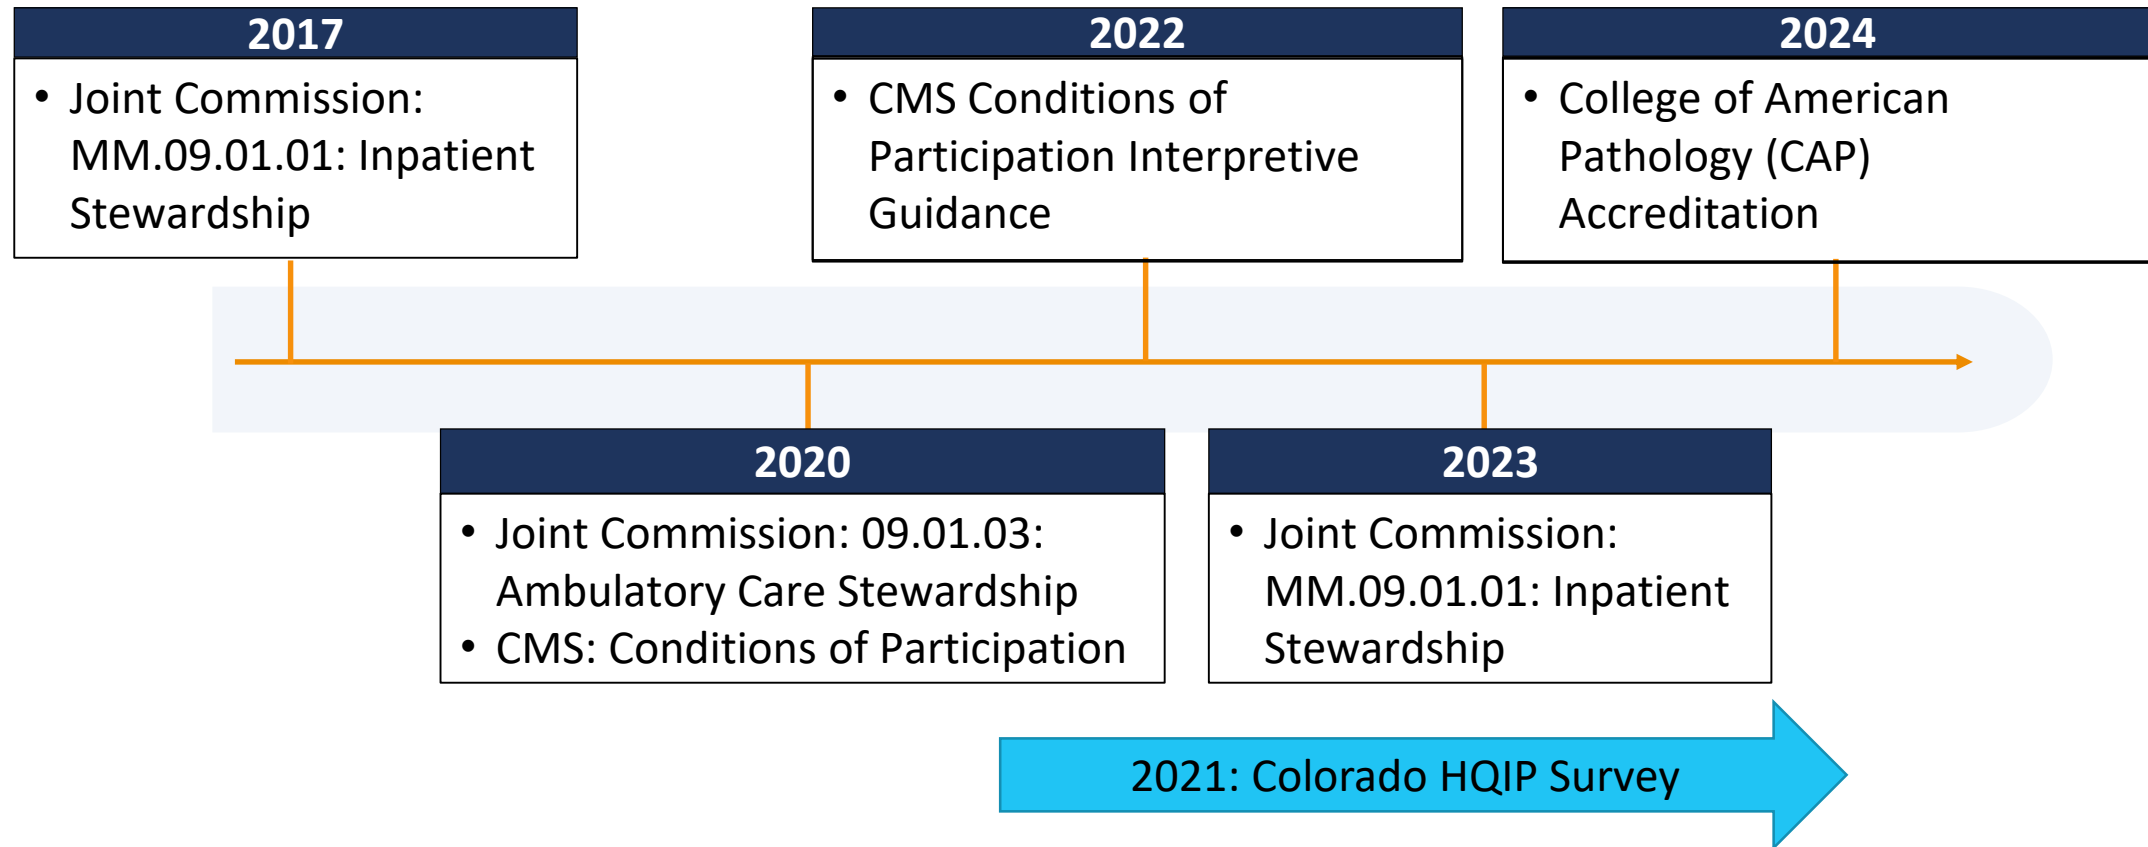 2017
• Joint Commission:
MM.09.01.01: Inpatient
Stewardship
2022
• CMS Conditions of
Participation Interpretive
Guidance
2024
• College of American
Pathology (CAP)
Accreditation
2020
• Joint Commission: 09.01.03:
Ambulatory Care Stewardship
• CMS: Conditions of Participation
2023
• Joint Commission:
MM.09.01.01: Inpatient
Stewardship
2021: Colorado HQIP Survey